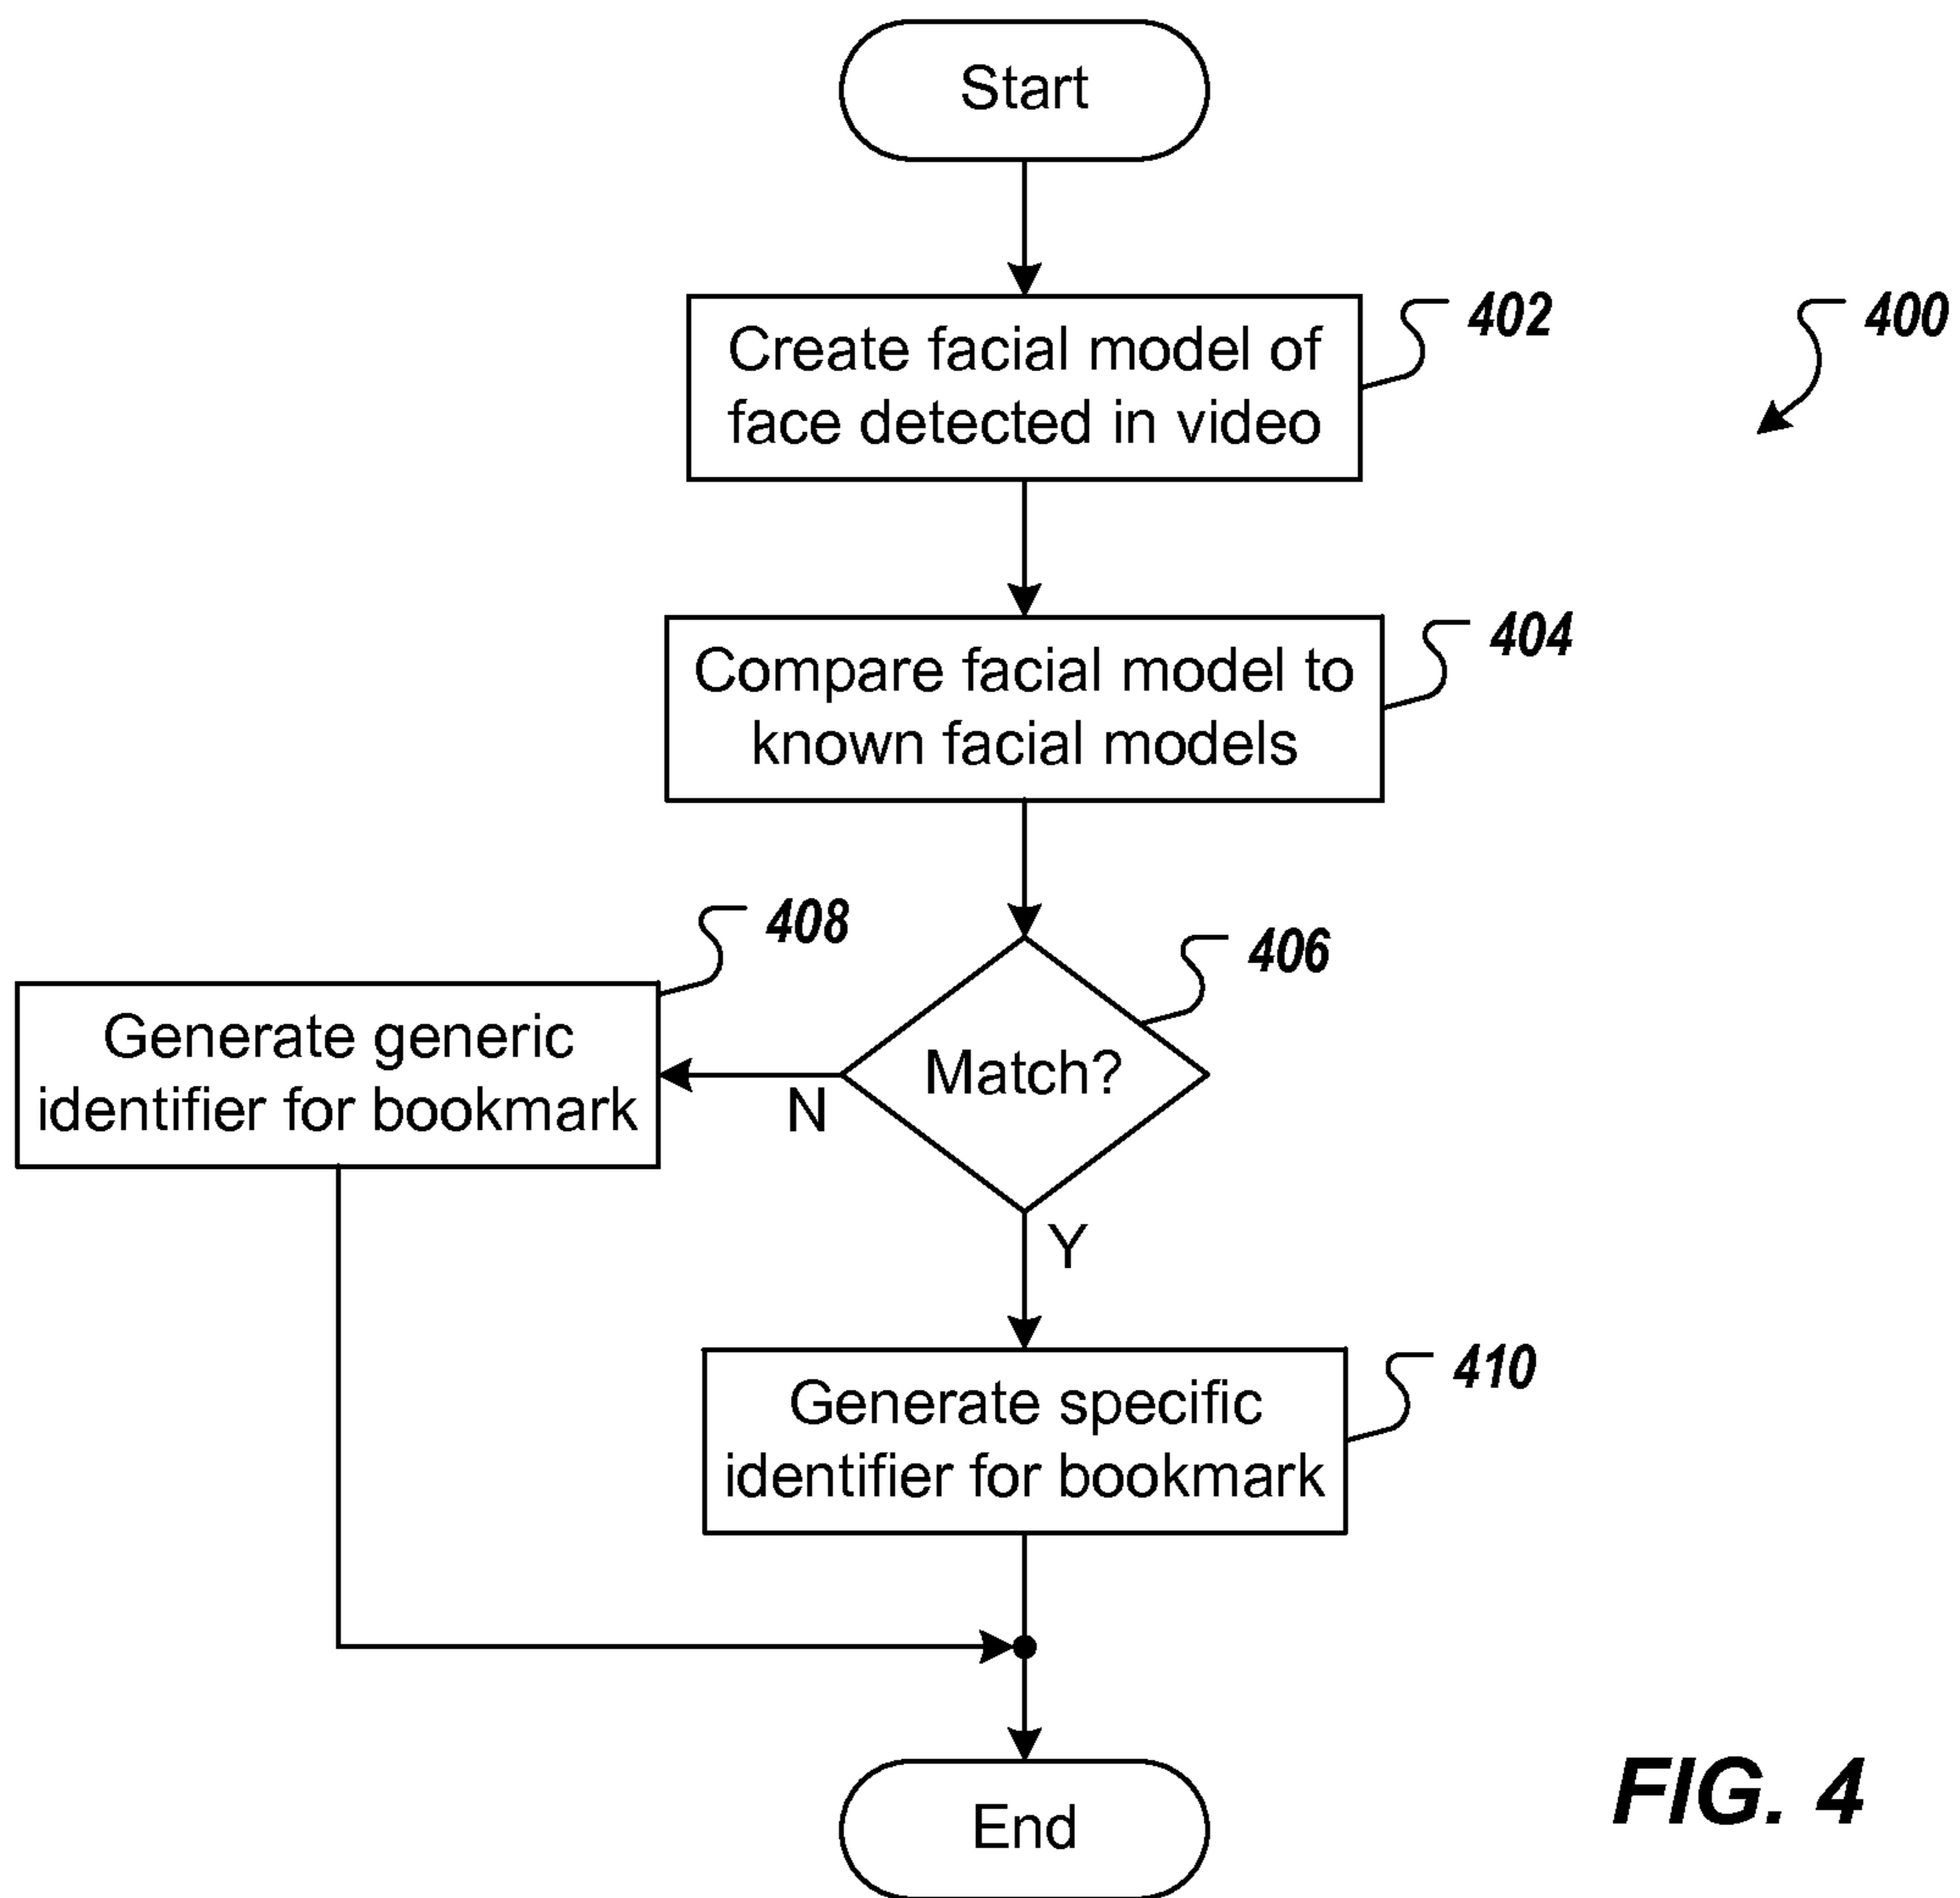 Start
Create facial model of
face detected in video
402
400
Compare facial model to
known facial models
404
Match?
406
N
Generate generic
identifier for bookmark
408
Y
Generate specific
identifier for bookmark
410
End
FIG. 4